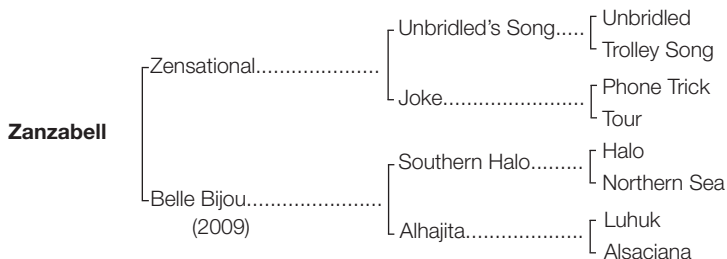 Unbridled
Unbridled's Song.....
Trolley Song
Zensational....................
Phone Trick
Joke.......................
Tour
Zanzabell
Halo
Southern Halo.........
Northern Sea
Belle Bijou......................
(2009)
Luhuk
Alhajita...................
Alsaciana